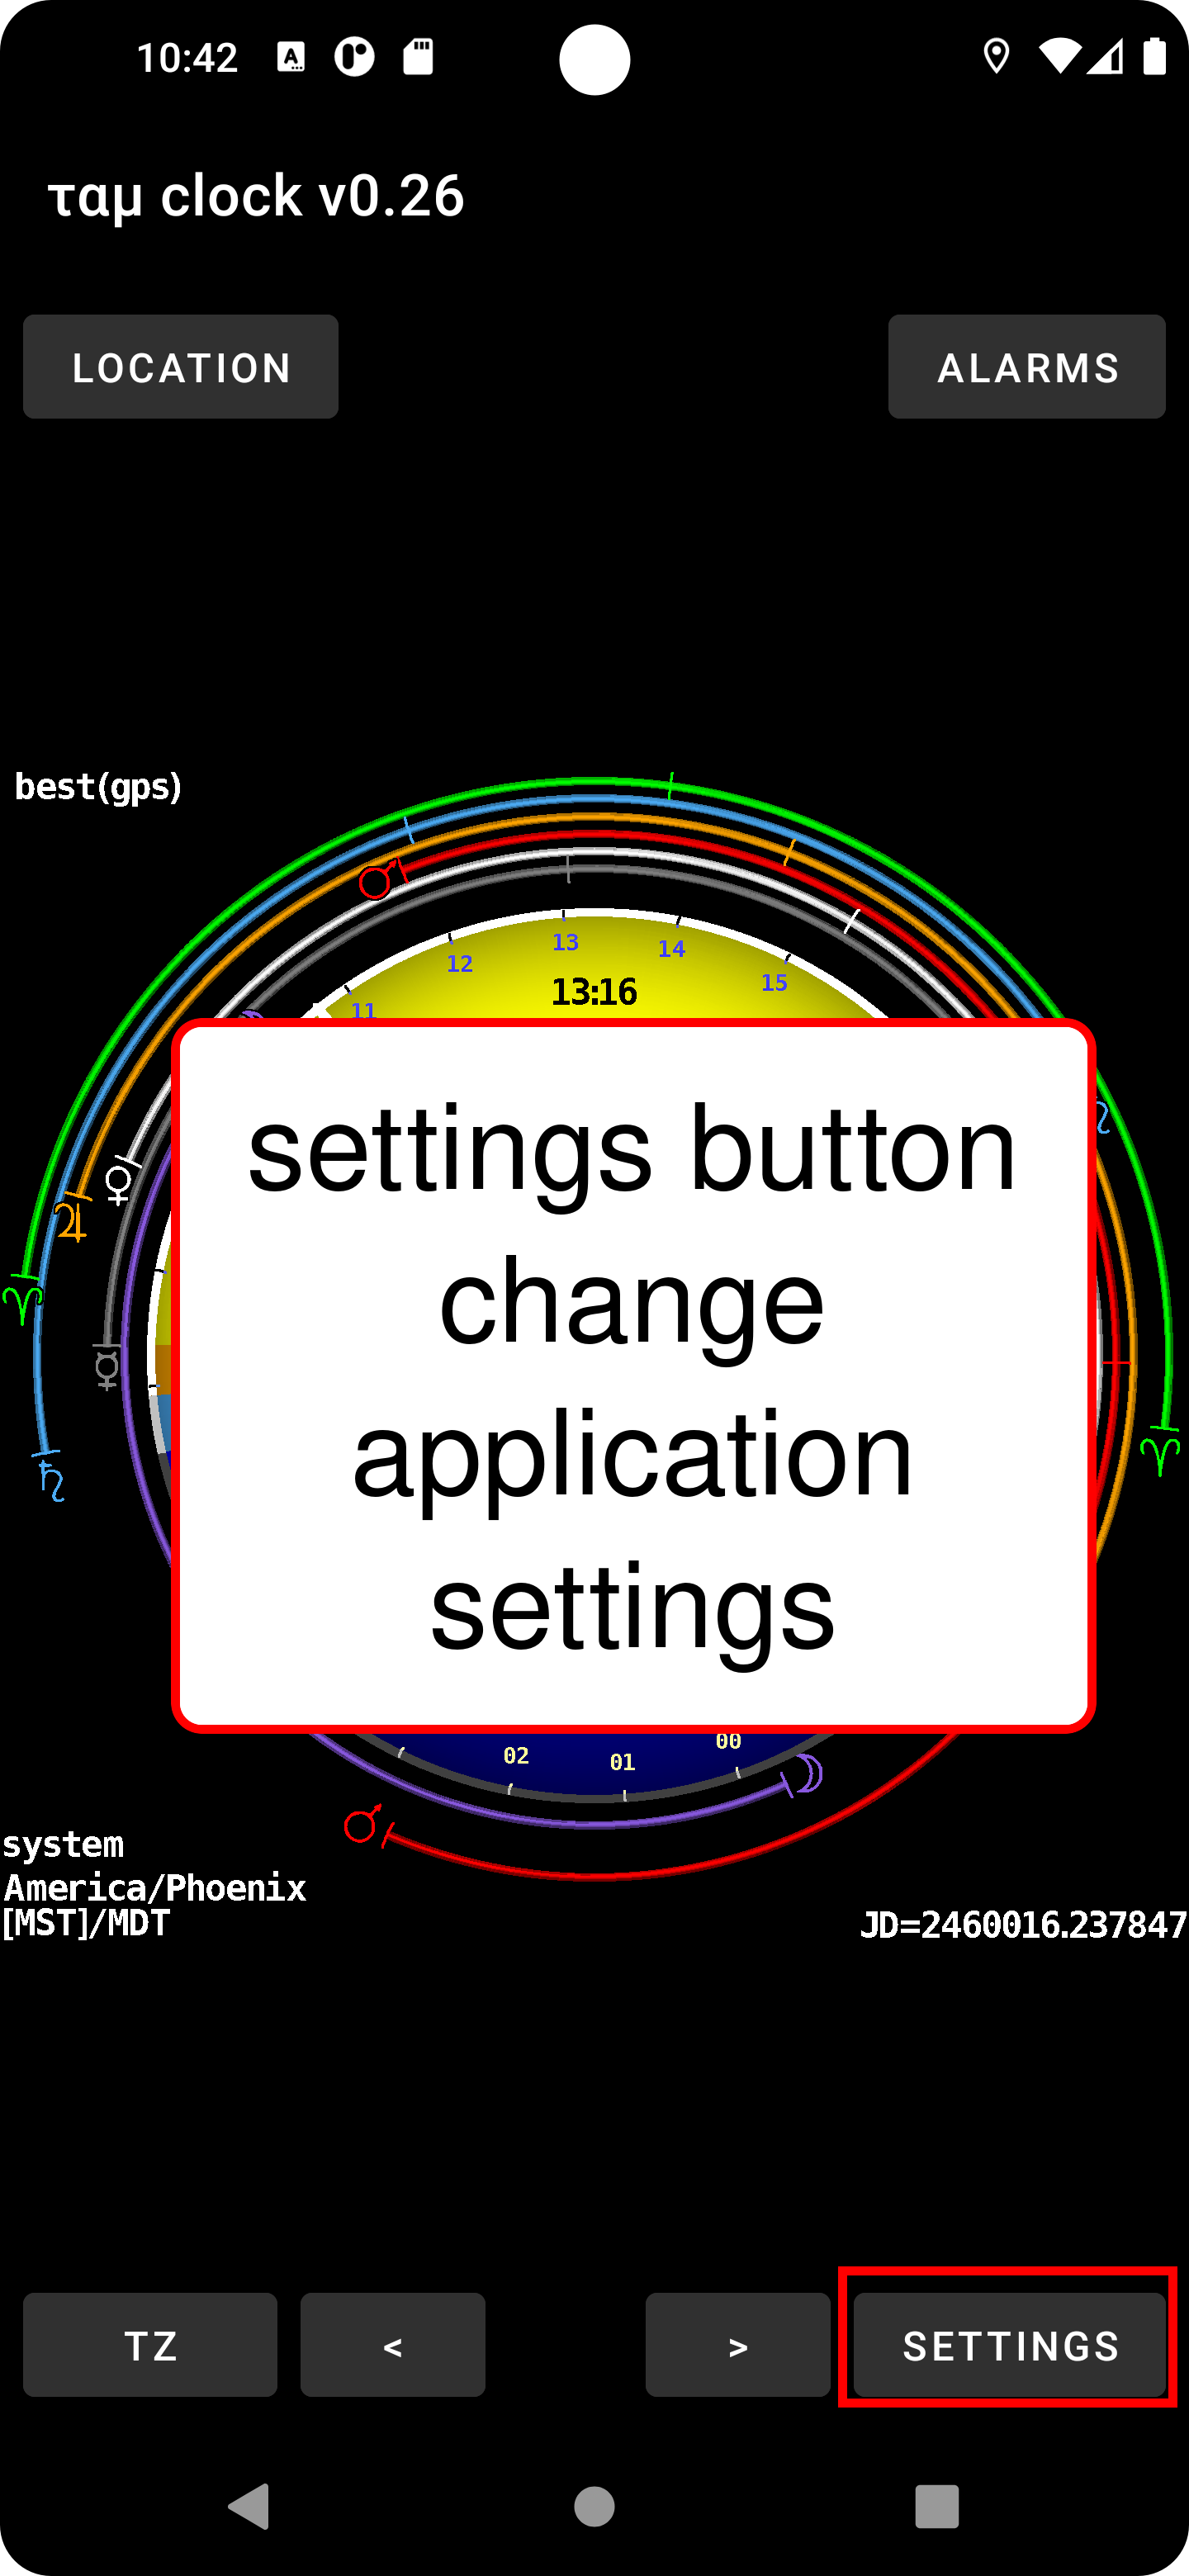 10:42
ταμ clock v0.26
LOCATION
ALARMS
best(gps)
11
12
13
14
15
13:16
settings button
change
application
settings
02
01
00
system
America/Phoenix
[MST]/MDT
JD=2460016.237847
TZ
<
>
SETTINGS